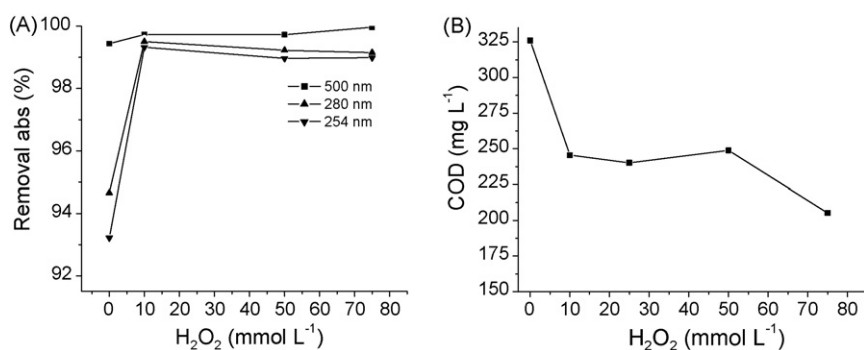 (A)
Removal abs (%)
100
98
96
94
92
500 nm
280 nm
254 nm
0 10 20 30 40 50 60 70 80
H₂O₂ (mmol L⁻¹)
(B)
COD (mg L⁻¹)
325
300
275
250
225
200
175
150
0 10 20 30 40 50 60 70 80
H₂O₂ (mmol L⁻¹)